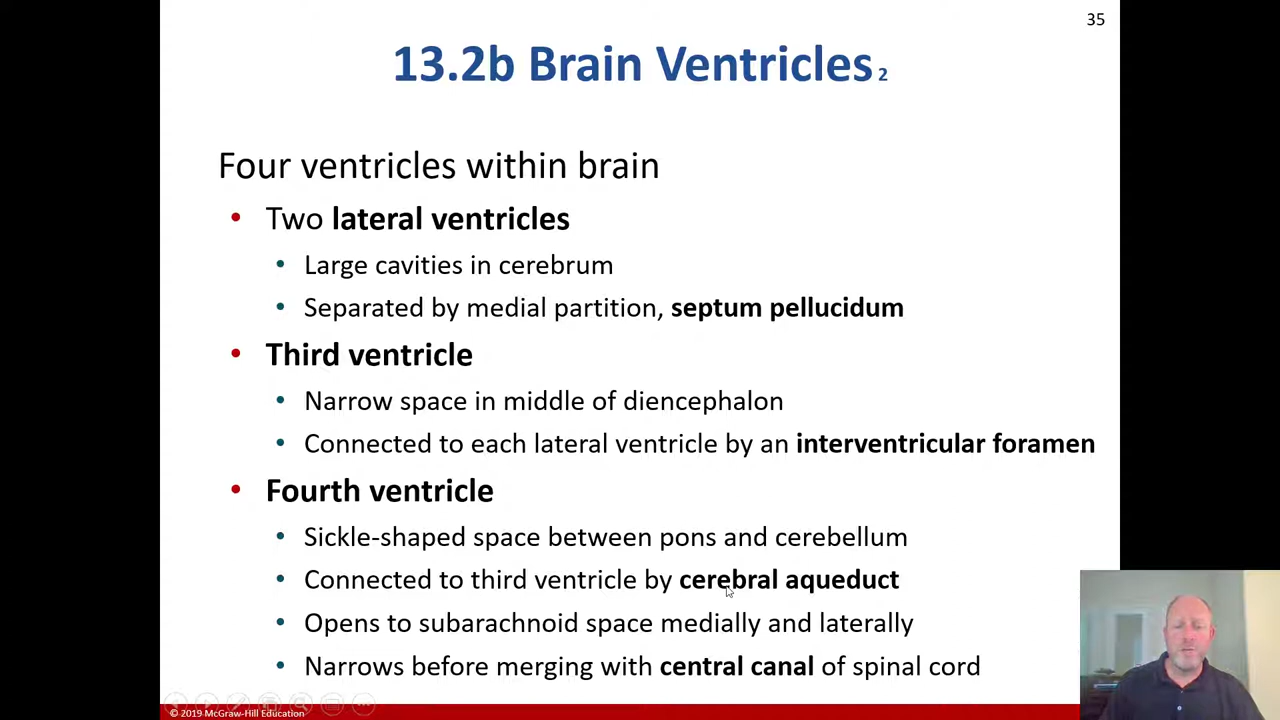 35
13.2b Brain Ventricles 2
Four ventricles within brain
• Two lateral ventricles
• Large cavities in cerebrum
• Separated by medial partition, septum pellucidum
• Third ventricle
• Narrow space in middle of diencephalon
• Connected to each lateral ventricle by an interventricular foramen
• Fourth ventricle
• Sickle-shaped space between pons and cerebellum
• Connected to third ventricle by cerebral aqueduct
• Opens to subarachnoid space medially and laterally
• Narrows before merging with central canal of spinal cord
© 2019 McGraw-Hill Education